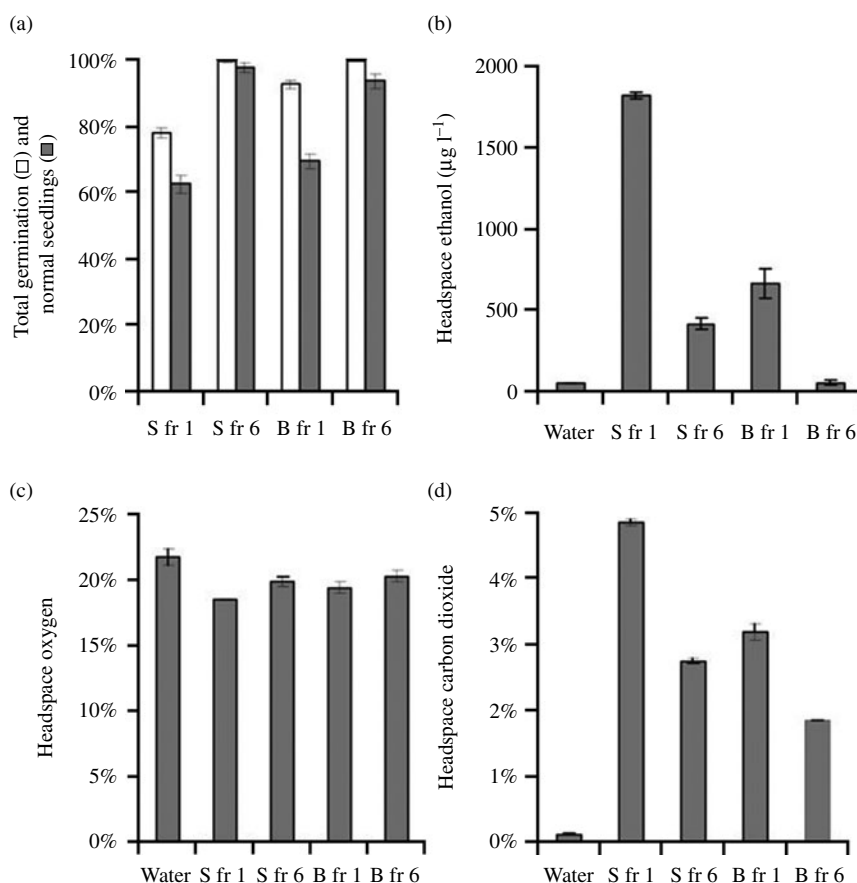 (a)
Total germination (□) and
normal seedlings (■)
100%
80%
60%
40%
20%
0%
S fr 1 S fr 6 B fr 1 B fr 6
(b)
Headspace ethanol (μg l⁻¹)
2000
1500
1000
500
0
Water S fr 1 S fr 6 B fr 1 B fr 6
(c)
Headspace oxygen
25%
20%
15%
10%
5%
0%
Water S fr 1 S fr 6 B fr 1 B fr 6
(d)
Headspace carbon dioxide
5%
4%
3%
2%
1%
0%
Water S fr 1 S fr 6 B fr 1 B fr 6